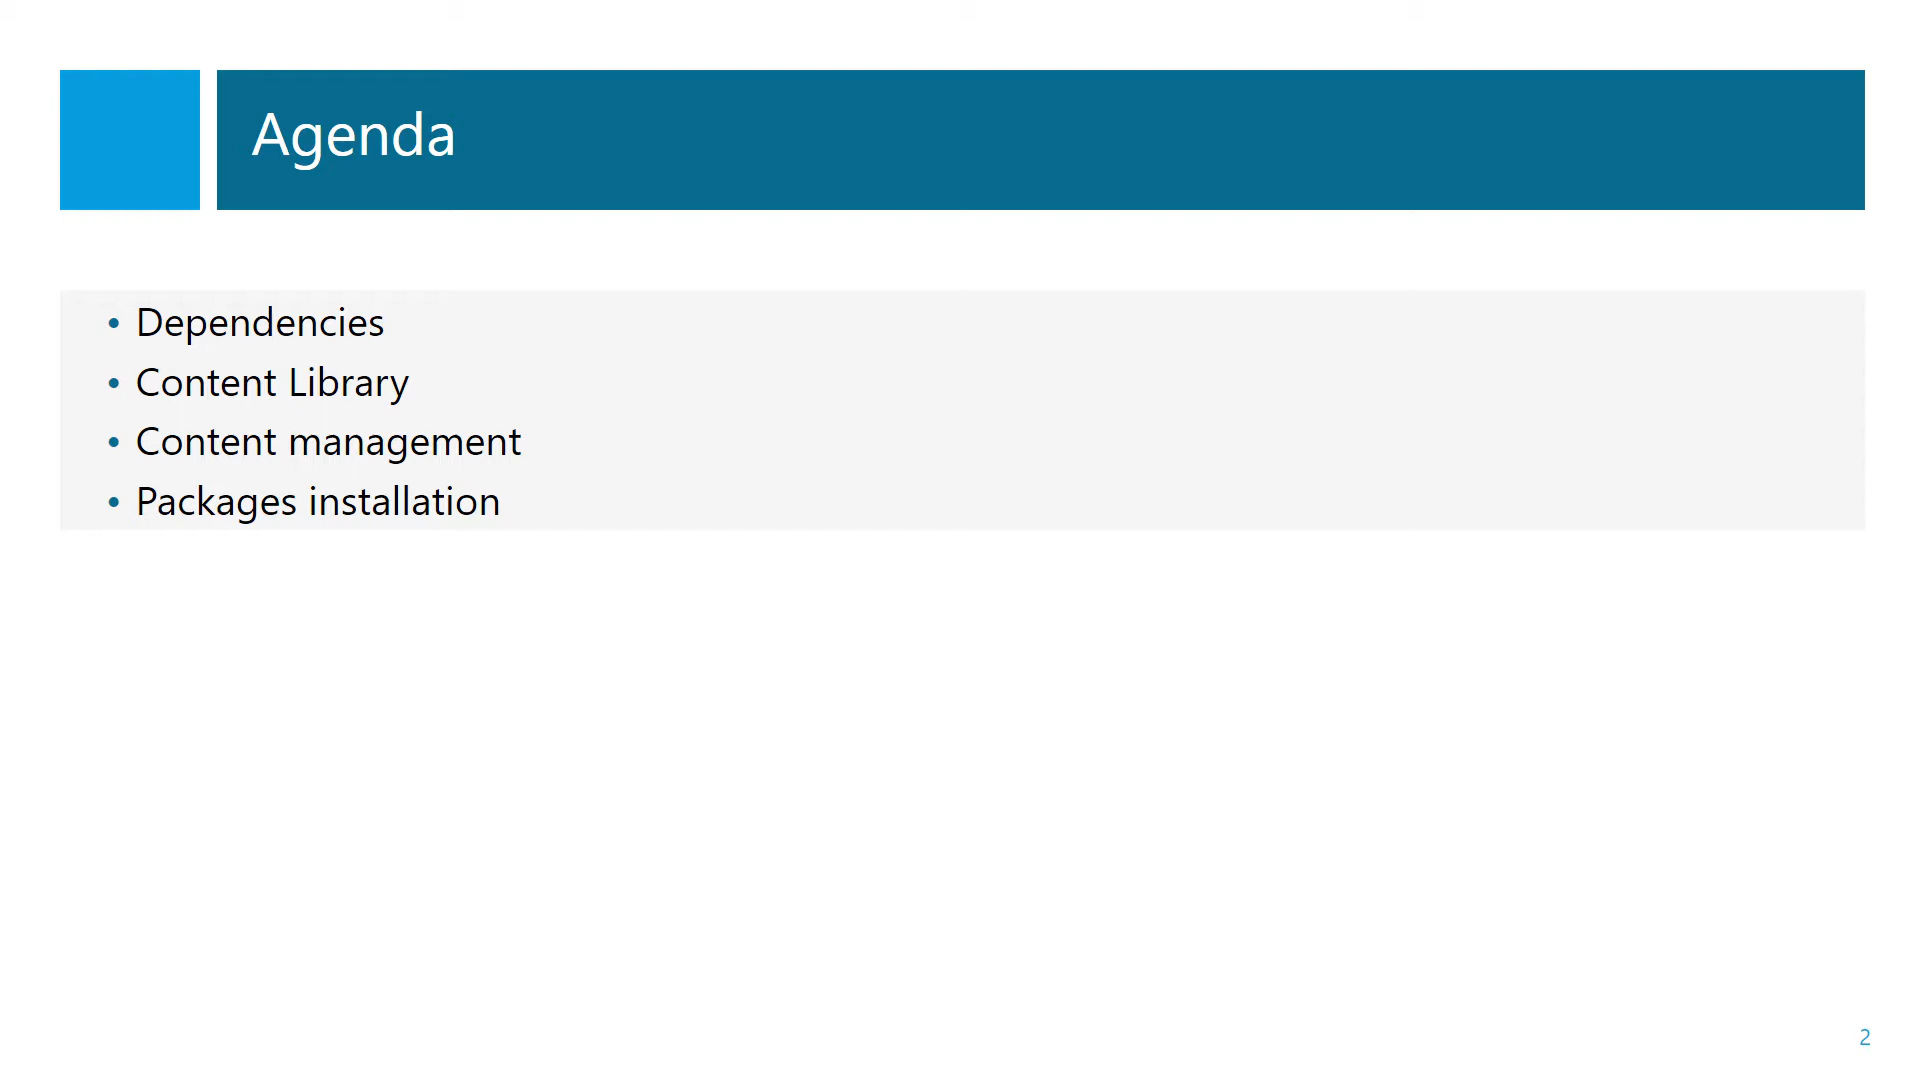 Agenda
• Dependencies
• Content Library
• Content management
• Packages installation
2